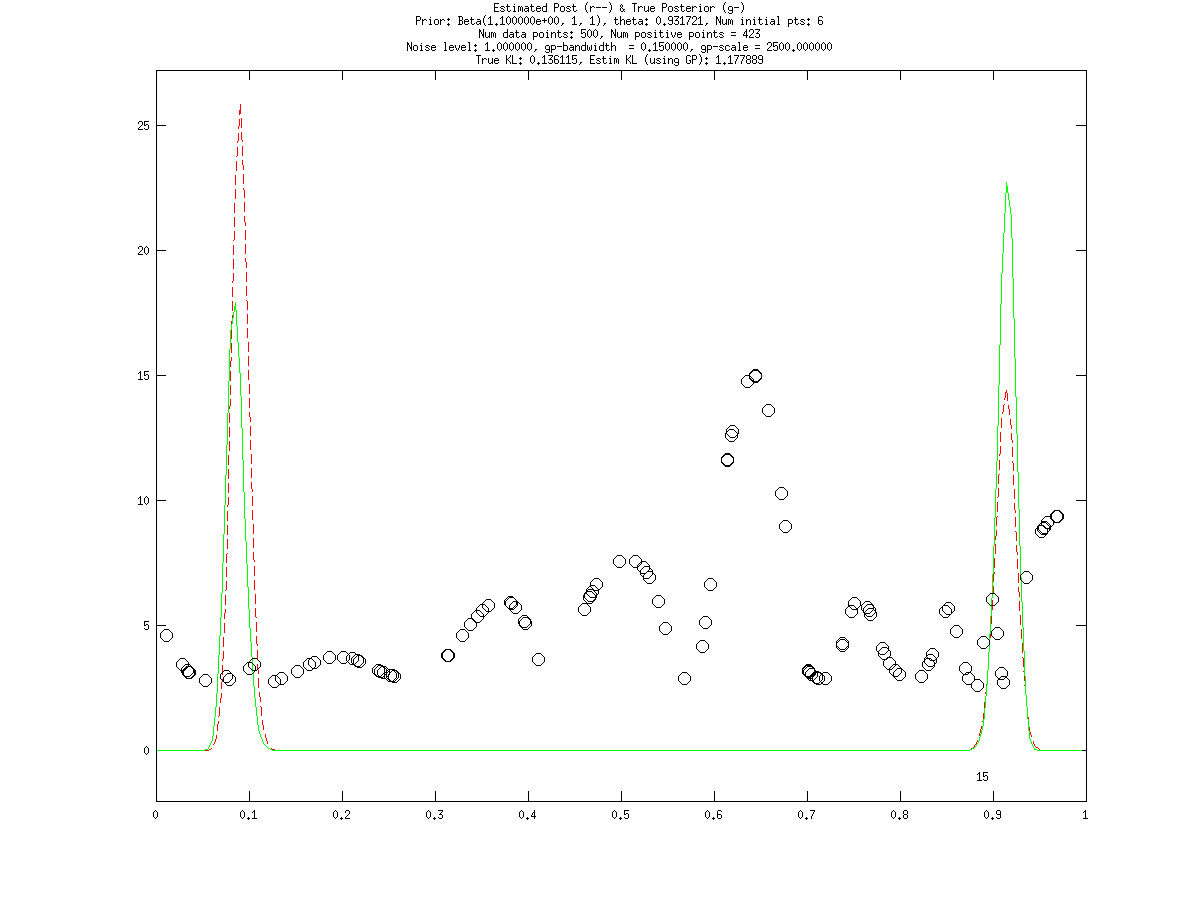 Estimated Post (r--) & True Posterior (g-)
Prior: Beta(1.100000e+00, 1, 1), theta: 0.931721, Num initial pts: 6
Num data points: 500, Num positive points = 423
Noise level: 1.000000, gp-bandwidth  = 0.150000, gp-scale = 2500.000000
True KL: 0.136115, Estim KL (using GP): 1.177889
25
20
15
10
5
0
15
0 0.1 0.2 0.3 0.4 0.5 0.6 0.7 0.8 0.9 1